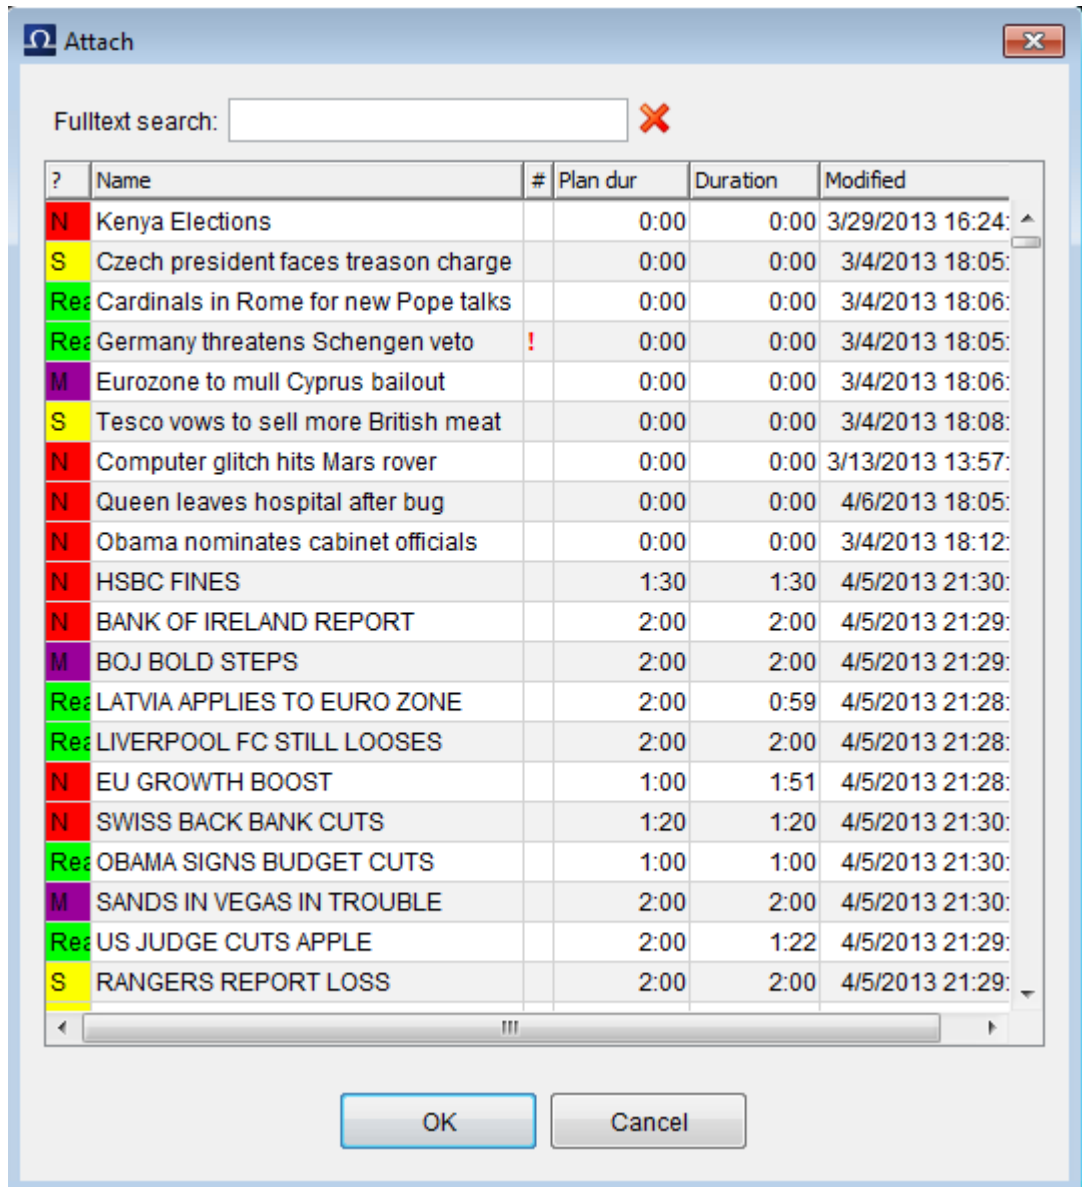 Ω Attach
Fulltext search:
? Name # Plan dur Duration Modified
N Kenya Elections 0:00 0:00 3/29/2013 16:24:
S Czech president faces treason charge 0:00 0:00 3/4/2013 18:05:
Rea Cardinals in Rome for new Pope talks 0:00 0:00 3/4/2013 18:06:
Rea Germany threatens Schengen veto ! 0:00 0:00 3/4/2013 18:05:
M Eurozone to mull Cyprus bailout 0:00 0:00 3/4/2013 18:06:
S Tesco vows to sell more British meat 0:00 0:00 3/4/2013 18:08:
N Computer glitch hits Mars rover 0:00 0:00 3/13/2013 13:57:
N Queen leaves hospital after bug 0:00 0:00 4/6/2013 18:05:
N Obama nominates cabinet officials 0:00 0:00 3/4/2013 18:12:
N HSBC FINES 1:30 1:30 4/5/2013 21:30:
N BANK OF IRELAND REPORT 2:00 2:00 4/5/2013 21:29:
M BOJ BOLD STEPS 2:00 2:00 4/5/2013 21:29:
Rea LATVIA APPLIES TO EURO ZONE 2:00 0:59 4/5/2013 21:28:
Rea LIVERPOOL FC STILL LOOSES 2:00 2:00 4/5/2013 21:28:
N EU GROWTH BOOST 1:00 1:51 4/5/2013 21:28:
N SWISS BACK BANK CUTS 1:20 1:20 4/5/2013 21:30:
Rea OBAMA SIGNS BUDGET CUTS 1:00 1:00 4/5/2013 21:30:
M SANDS IN VEGAS IN TROUBLE 2:00 2:00 4/5/2013 21:30:
Rea US JUDGE CUTS APPLE 2:00 1:22 4/5/2013 21:29:
S RANGERS REPORT LOSS 2:00 2:00 4/5/2013 21:29:
OK Cancel